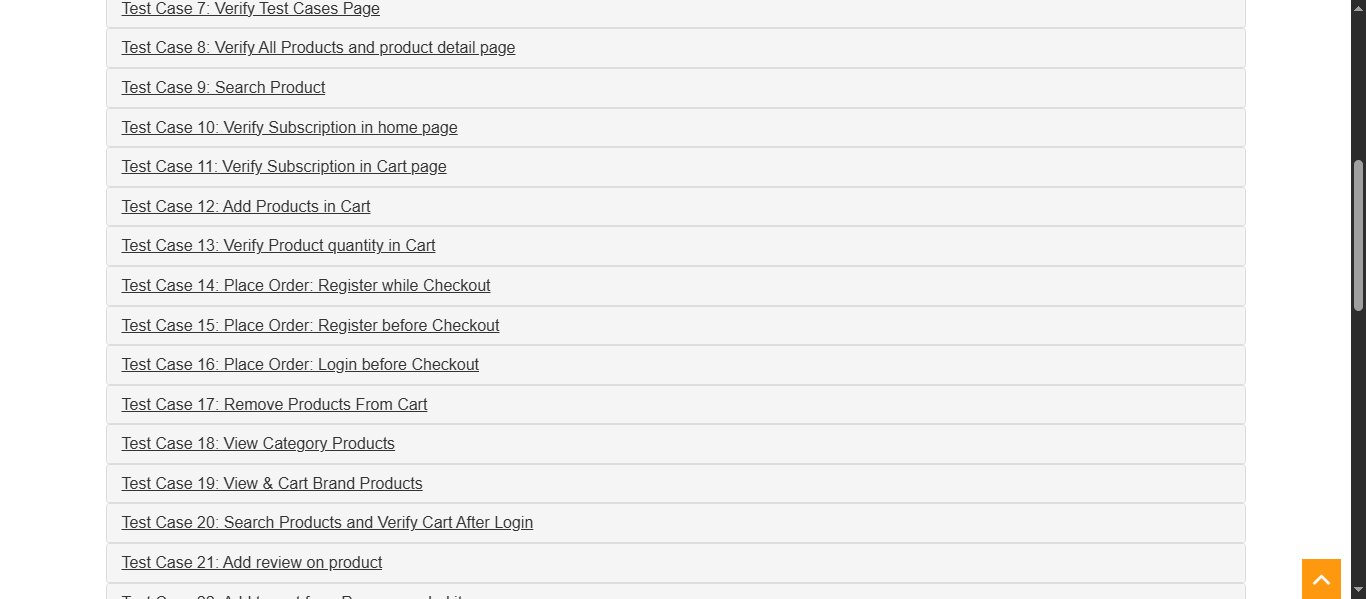 Test Case 7: Verify Test Cases Page
Test Case 8: Verify All Products and product detail page
Test Case 9: Search Product
Test Case 10: Verify Subscription in home page
Test Case 11: Verify Subscription in Cart page
Test Case 12: Add Products in Cart
Test Case 13: Verify Product quantity in Cart
Test Case 14: Place Order: Register while Checkout
Test Case 15: Place Order: Register before Checkout
Test Case 16: Place Order: Login before Checkout
Test Case 17: Remove Products From Cart
Test Case 18: View Category Products
Test Case 19: View & Cart Brand Products
Test Case 20: Search Products and Verify Cart After Login
Test Case 21: Add review on product